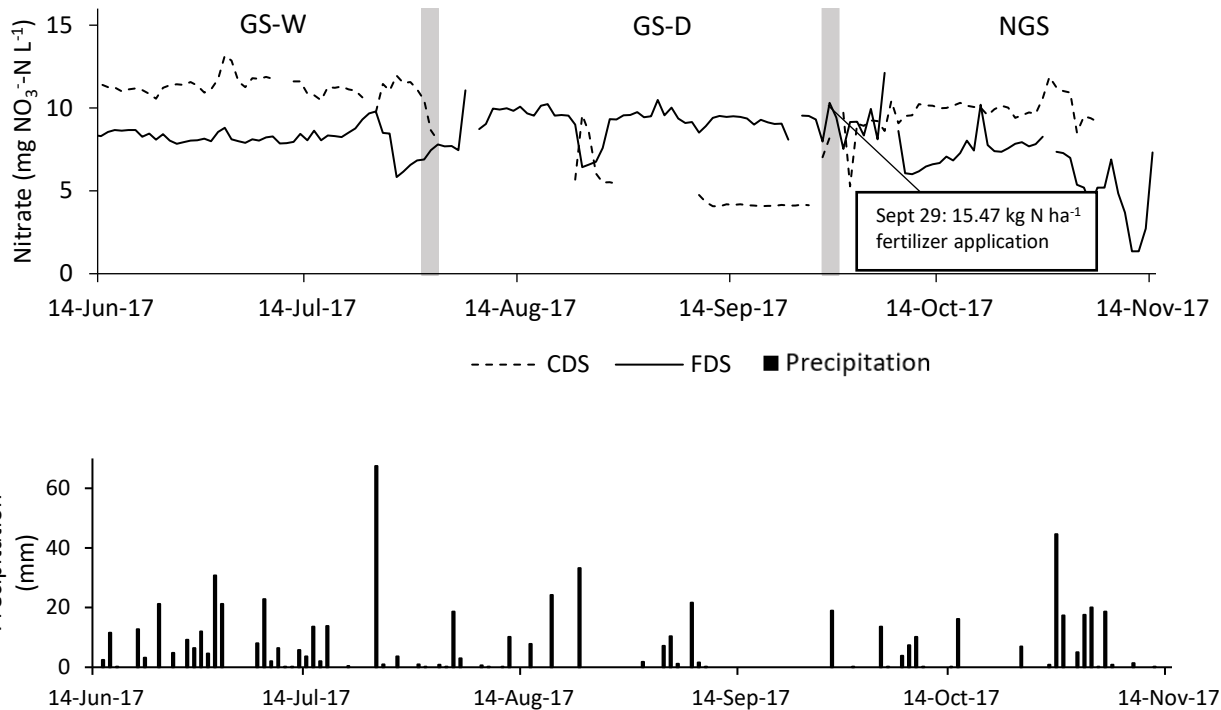 GS-W GS-D NGS
Nitrate (mg NO₃⁻-N L⁻¹)
15
10
5
0
Sept 29: 15.47 kg N ha⁻¹
fertilizer application
14-Jun-17 14-Jul-17 14-Aug-17 14-Sep-17 14-Oct-17 14-Nov-17
CDS FDS Precipitation
(mm)
60
40
20
0
14-Jun-17 14-Jul-17 14-Aug-17 14-Sep-17 14-Oct-17 14-Nov-17